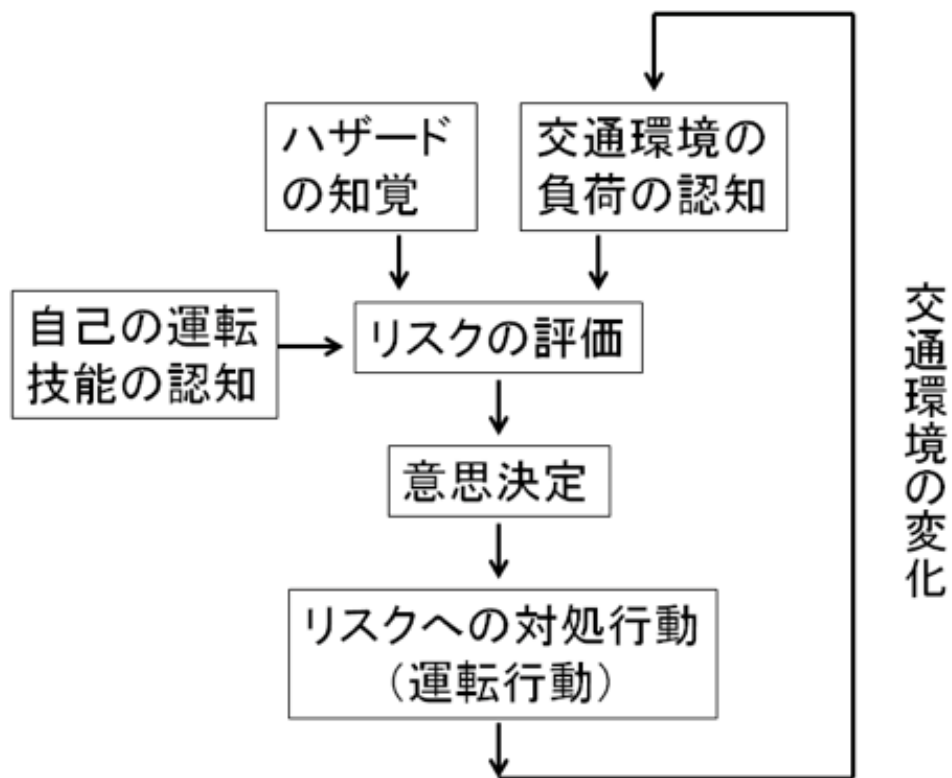 ハザード
の知覚
交通環境の
負荷の認知
自己の運転
技能の認知
リスクの評価
意思決定
リスクへの対処行動
（運転行動）
交通環境の変化